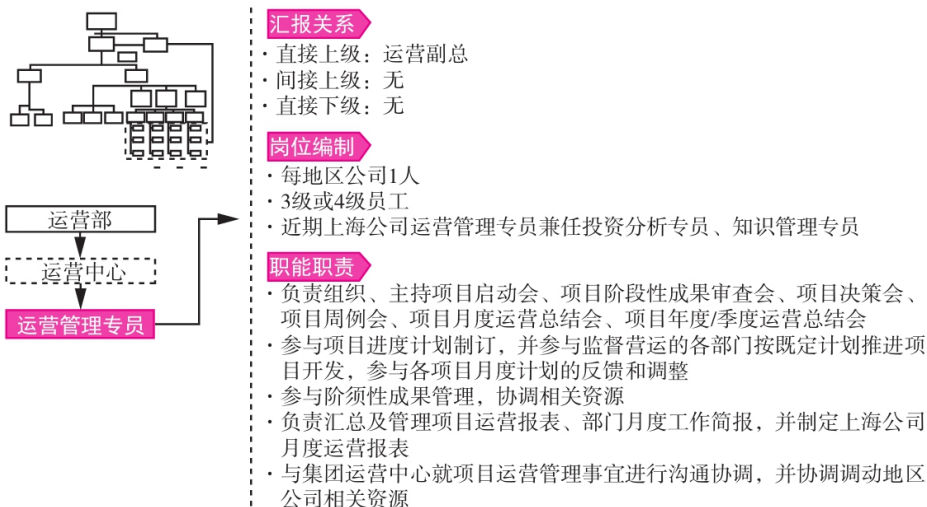 汇报关系
·直接上级：运营副总
·间接上级：无
·直接下级：无
岗位编制
·每地区公司1人
·3级或4级员工
·近期上海公司运营管理专员兼任投资分析专员、知识管理专员
运营部
运营中心
运营管理专员
职能职责
·负责组织、主持项目启动会、项目阶段性成果审查会、项目决策会、
项目周例会、项目月度运营总结会、项目年度/季度运营总结会
·参与项目进度计划制订，并参与监督营运的各部门按既定计划推进项
目开发，参与各项目月度计划的反馈和调整
·参与阶须性成果管理，协调相关资源
·负责汇总及管理项目运营报表、部门月度工作简报，并制定上海公司
月度运营报表
·与集团运营中心就项目运营管理事宜进行沟通协调，并协调调动地区
公司相关资源